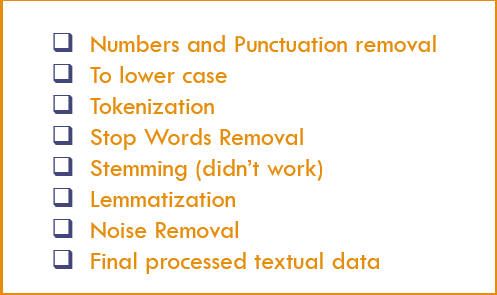 ❑ Numbers and Punctuation removal
❑ To lower case
❑ Tokenization
❑ Stop Words Removal
❑ Stemming (didn't work)
❑ Lemmatization
❑ Noise Removal
❑ Final processed textual data